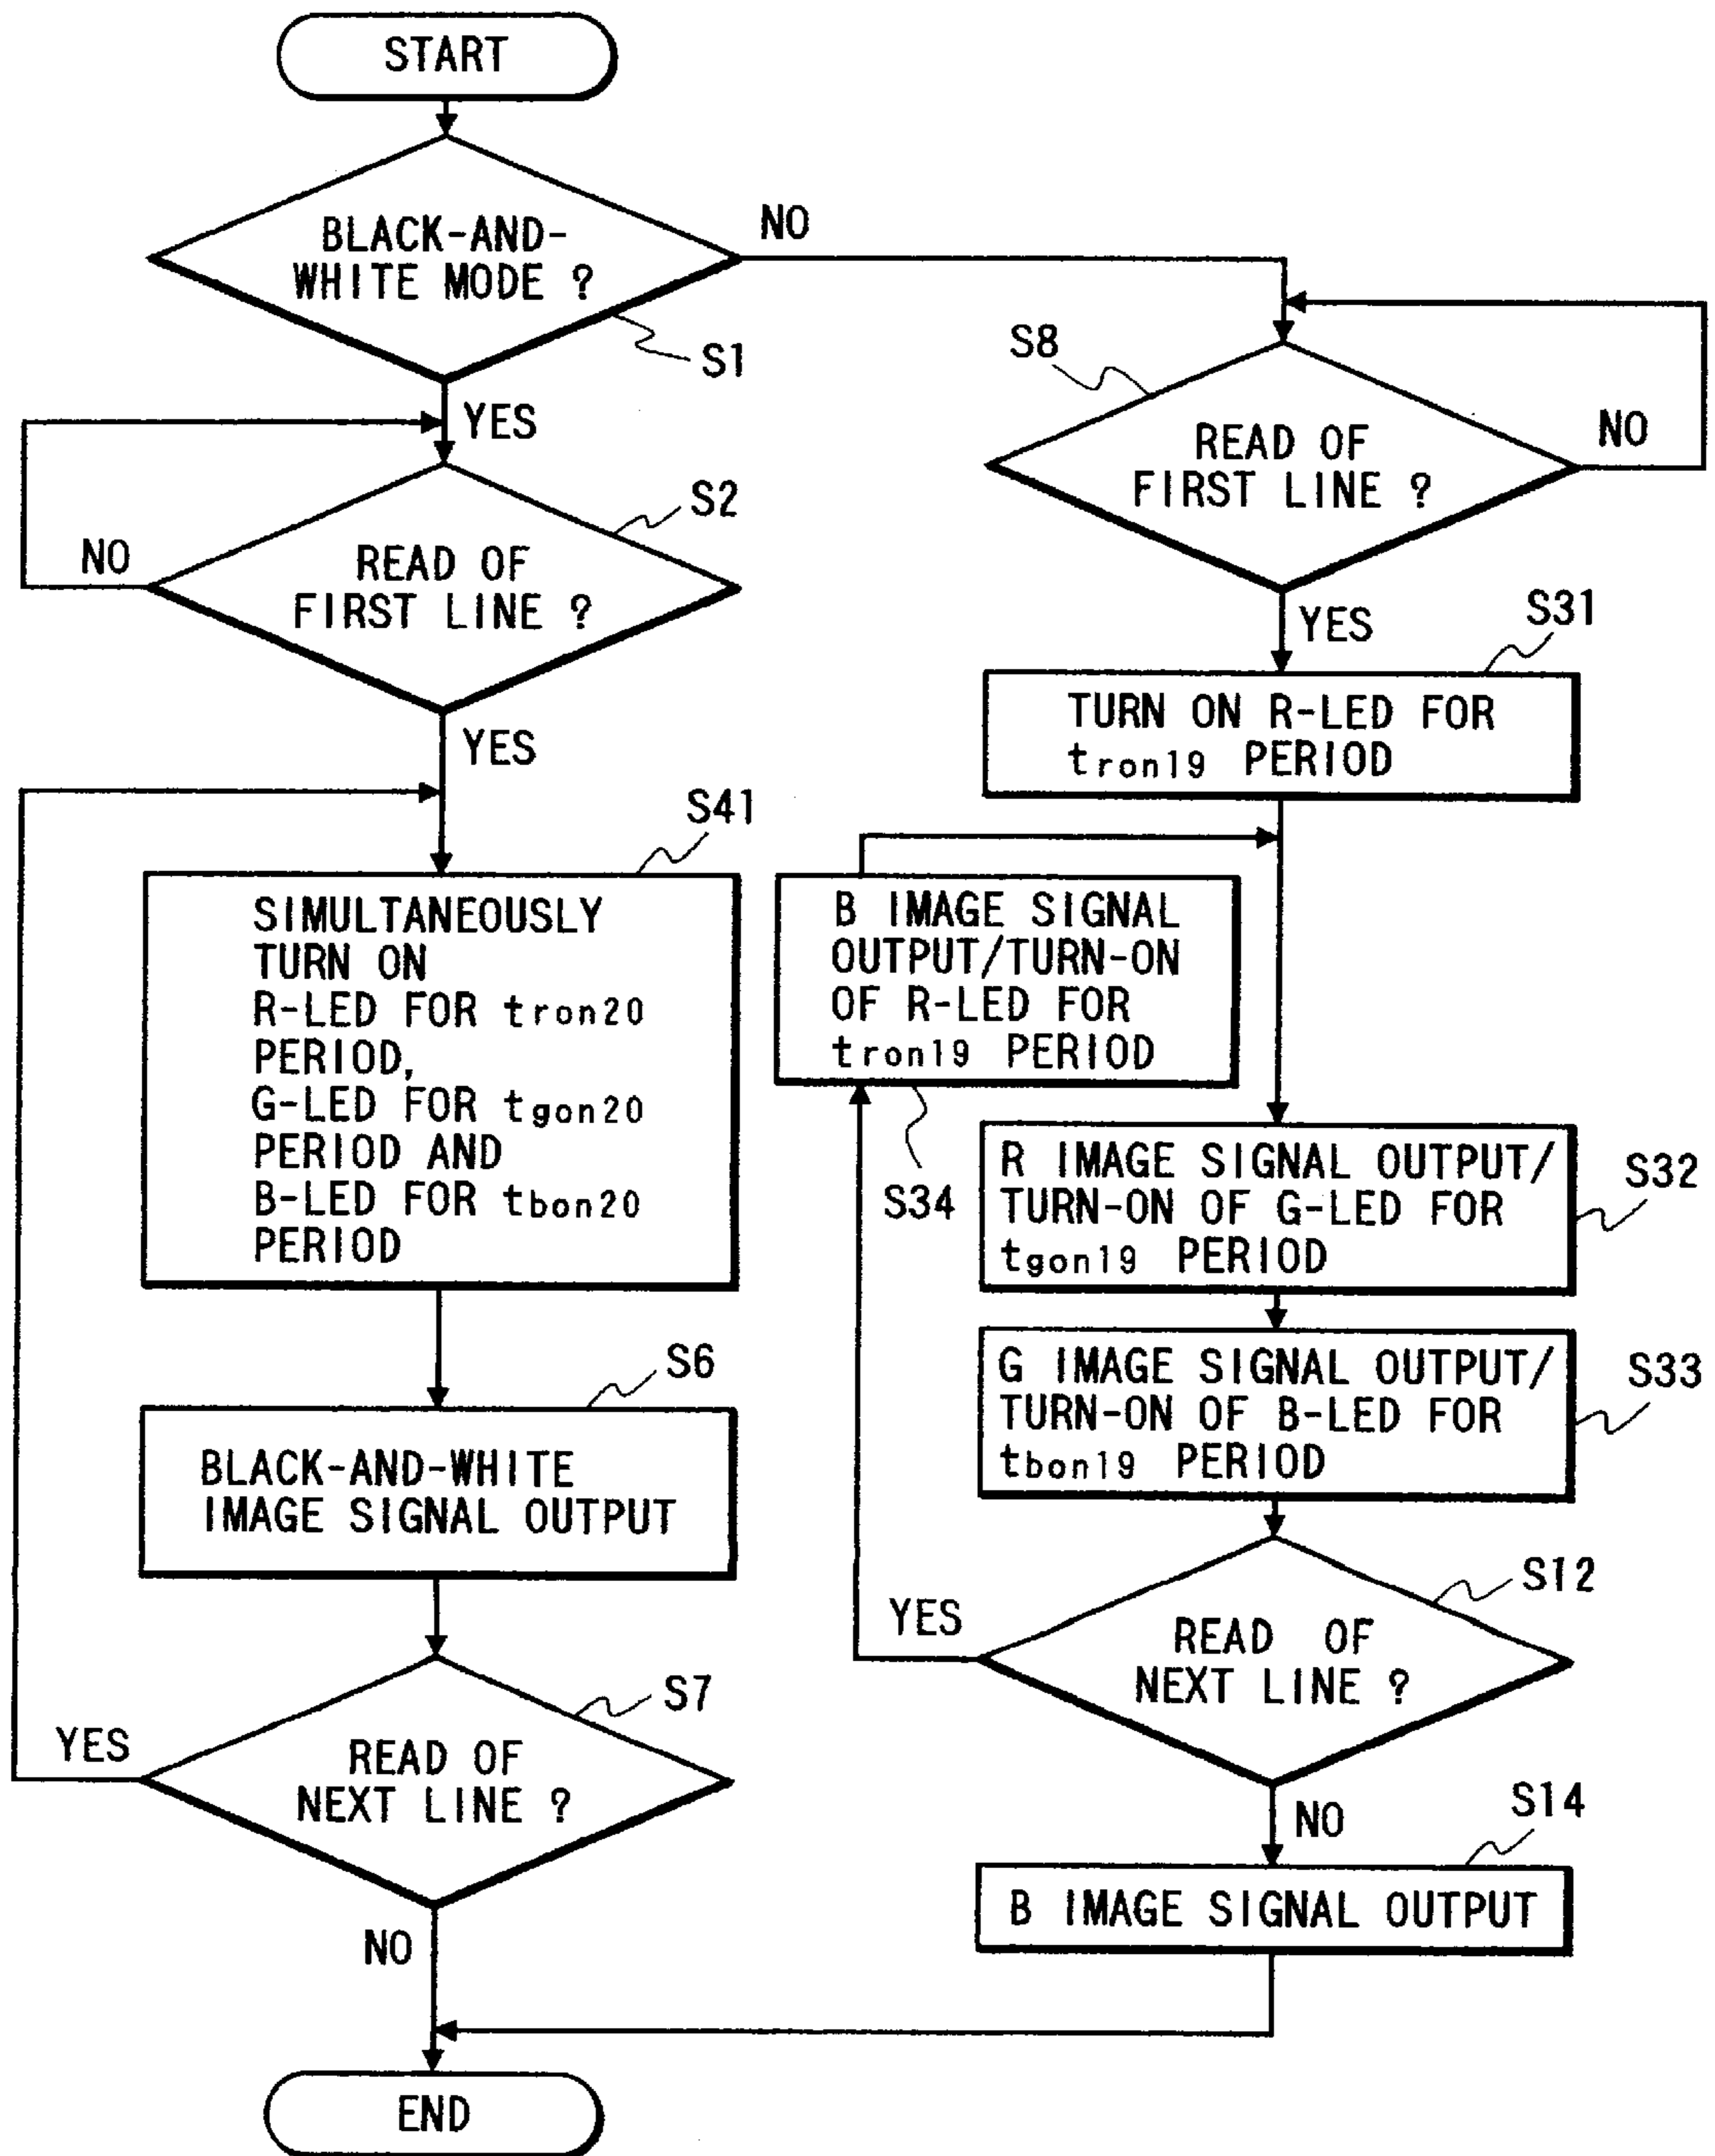 START
BLACK-AND-
WHITE MODE ?
NO
S1
YES
S2
NO
READ OF
FIRST LINE ?
YES
S41
SIMULTANEOUSLY
TURN ON
R-LED FOR tron20
PERIOD,
G-LED FOR tgon20
PERIOD AND
B-LED FOR tbon20
PERIOD
S6
BLACK-AND-WHITE
IMAGE SIGNAL OUTPUT
S7
YES
READ OF
NEXT LINE ?
NO
END
S8
READ OF
FIRST LINE ?
NO
YES
S31
TURN ON R-LED FOR
tron19 PERIOD
B IMAGE SIGNAL
OUTPUT/TURN-ON
OF R-LED FOR
tron19 PERIOD
S34
R IMAGE SIGNAL OUTPUT/
TURN-ON OF G-LED FOR
tgon19 PERIOD
S32
G IMAGE SIGNAL OUTPUT/
TURN-ON OF B-LED FOR
tbon19 PERIOD
S33
S12
YES
READ OF
NEXT LINE ?
NO
S14
B IMAGE SIGNAL OUTPUT